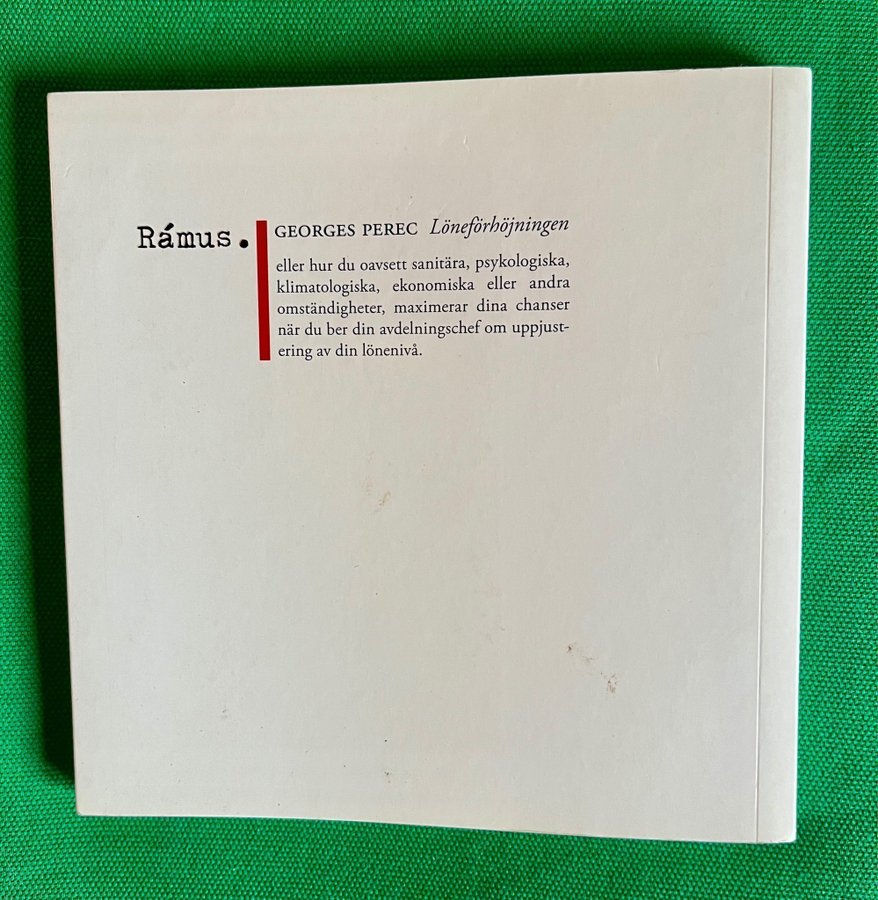 Rámus.
GEORGES PEREC Löneförhöjningen
eller hur du oavsett sanitära, psykologiska,
klimatologiska, ekonomiska eller andra
omständigheter, maximerar dina chanser
när du ber din avdelningschef om uppjust-
ering av din lönenivå.